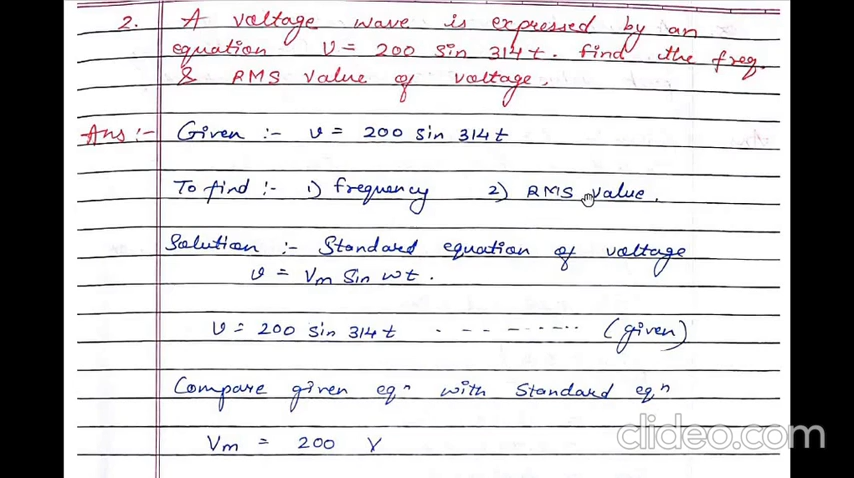 2. A voltage wave is expressed by an
equation v = 200 sin 314t. find the freq.
& RMS value of voltage.
Ans :- Given :- v = 200 sin 314t
To find :- 1) frequency 2) RMS value.
Solution :- Standard equation of voltage
v = Vm sin wt.
v = 200 sin 314t - - - - - - - - - (given)
Compare given eqn with standard eqn
Vm = 200 V
clideo.com